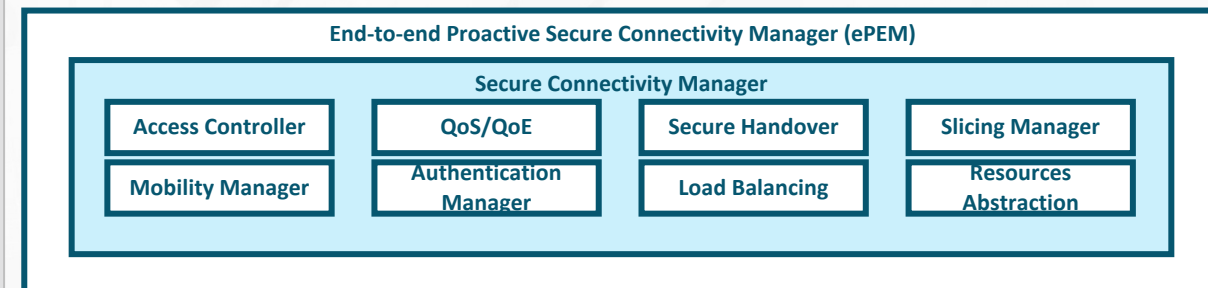 End-to-end Proactive Secure Connectivity Manager (ePEM)
Secure Connectivity Manager
Access Controller
QoS/QoE
Secure Handover
Slicing Manager
Mobility Manager
Authentication
Manager
Load Balancing
Resources
Abstraction